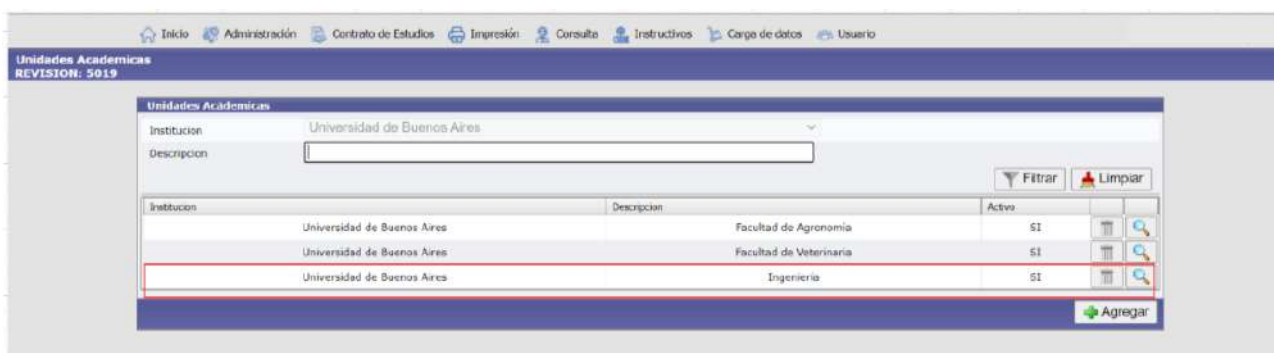 Inicio Administración Contrato de Estudios Impresión Consulta Instructivos Carga de datos Usuario
Unidades Academicas
REVISION: 5019
Unidades Académicas
Institucion Universidad de Buenos Aires
Descripcion
Filtrar Limpiar
Institucion Descripcion Activo
Universidad de Buenos Aires Facultad de Agronomía SI
Universidad de Buenos Aires Facultad de Veterinaria SI
Universidad de Buenos Aires Ingeniería SI
Agregar